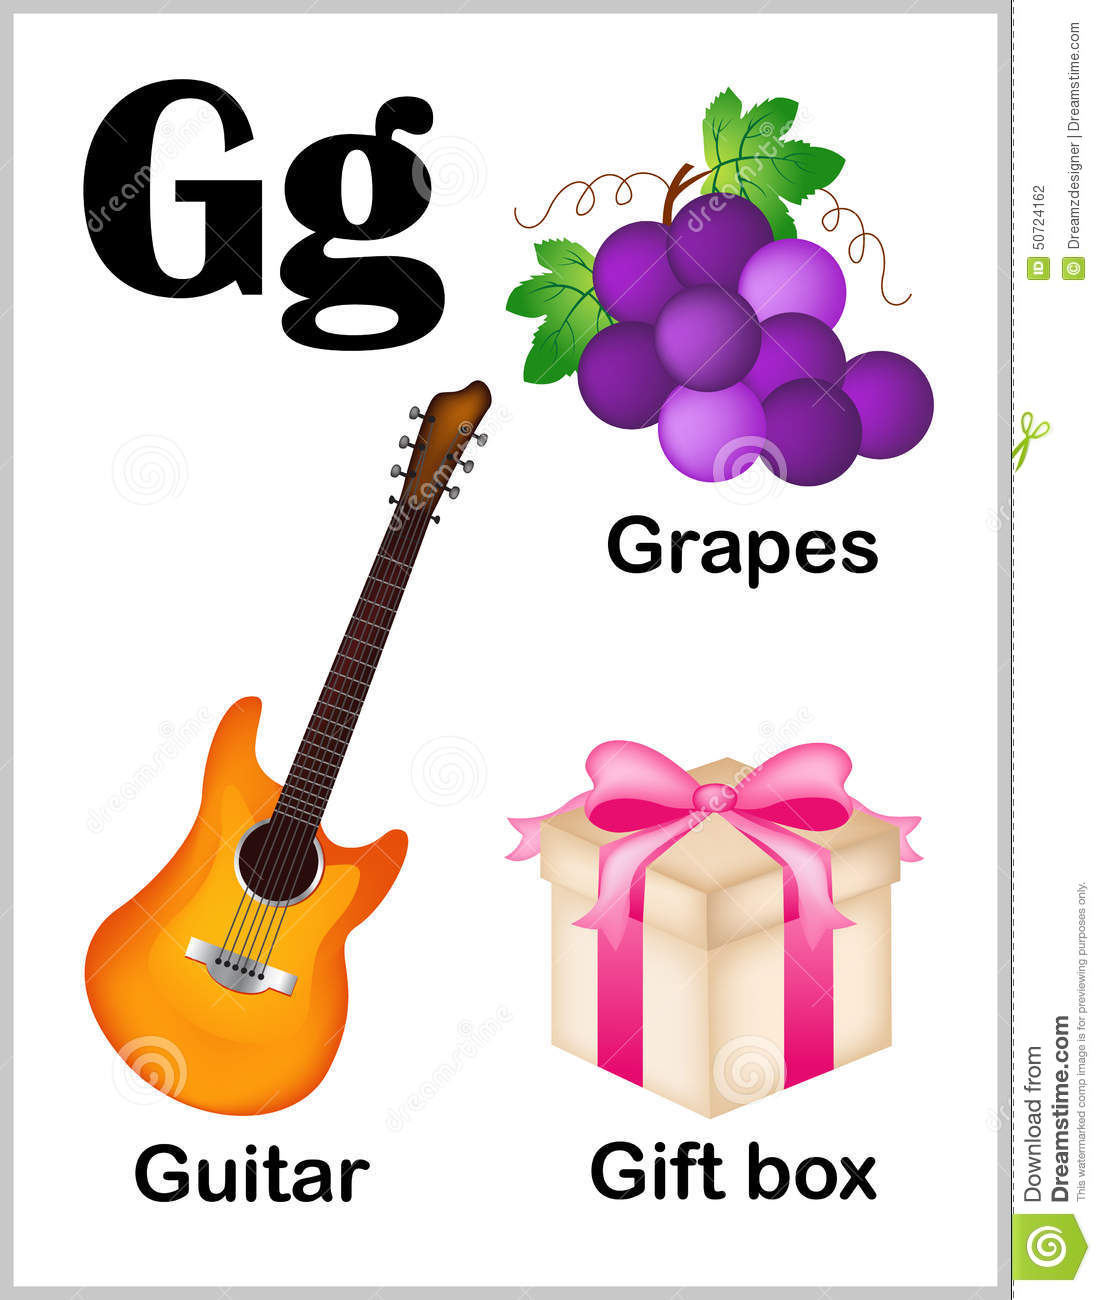 Gg
Grapes
Guitar
Gift box
ID 50724162
© Dreamzdesigner | Dreamstime.com
Download from
Dreamstime.com
This watermarked comp image is for previewing purposes only.